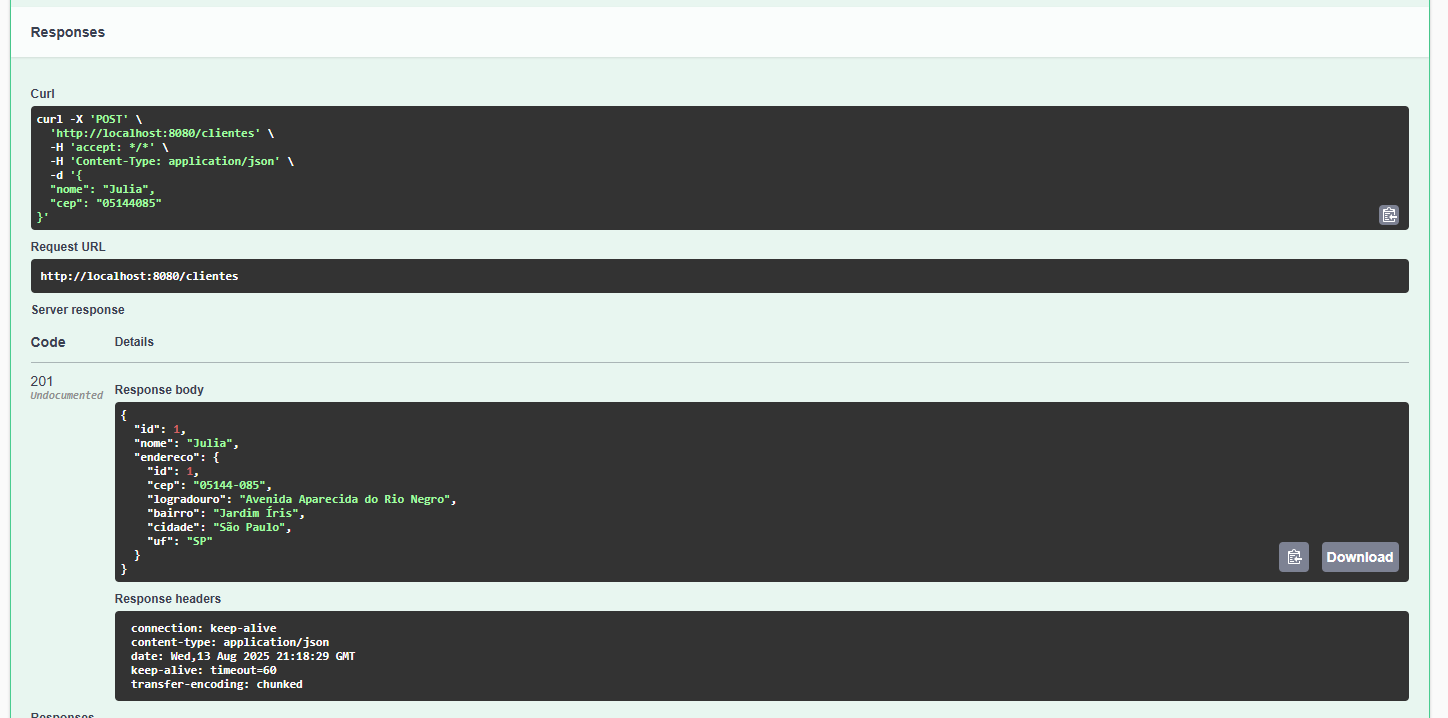 Responses
Curl
curl -X 'POST' \
  'http://localhost:8080/clientes' \
  -H 'accept: */*' \
  -H 'Content-Type: application/json' \
  -d '{
  "nome": "Julia",
  "cep": "05144085"
}'
Request URL
http://localhost:8080/clientes
Server response
Code Details
201
Undocumented
Response body
{
  "id": 1,
  "nome": "Julia",
  "endereco": {
    "id": 1,
    "cep": "05144-085",
    "logradouro": "Avenida Aparecida do Rio Negro",
    "bairro": "Jardim Íris",
    "cidade": "São Paulo",
    "uf": "SP"
  }
}
Download
Response headers
connection: keep-alive
content-type: application/json
date: Wed,13 Aug 2025 21:18:29 GMT
keep-alive: timeout=60
transfer-encoding: chunked
Responses